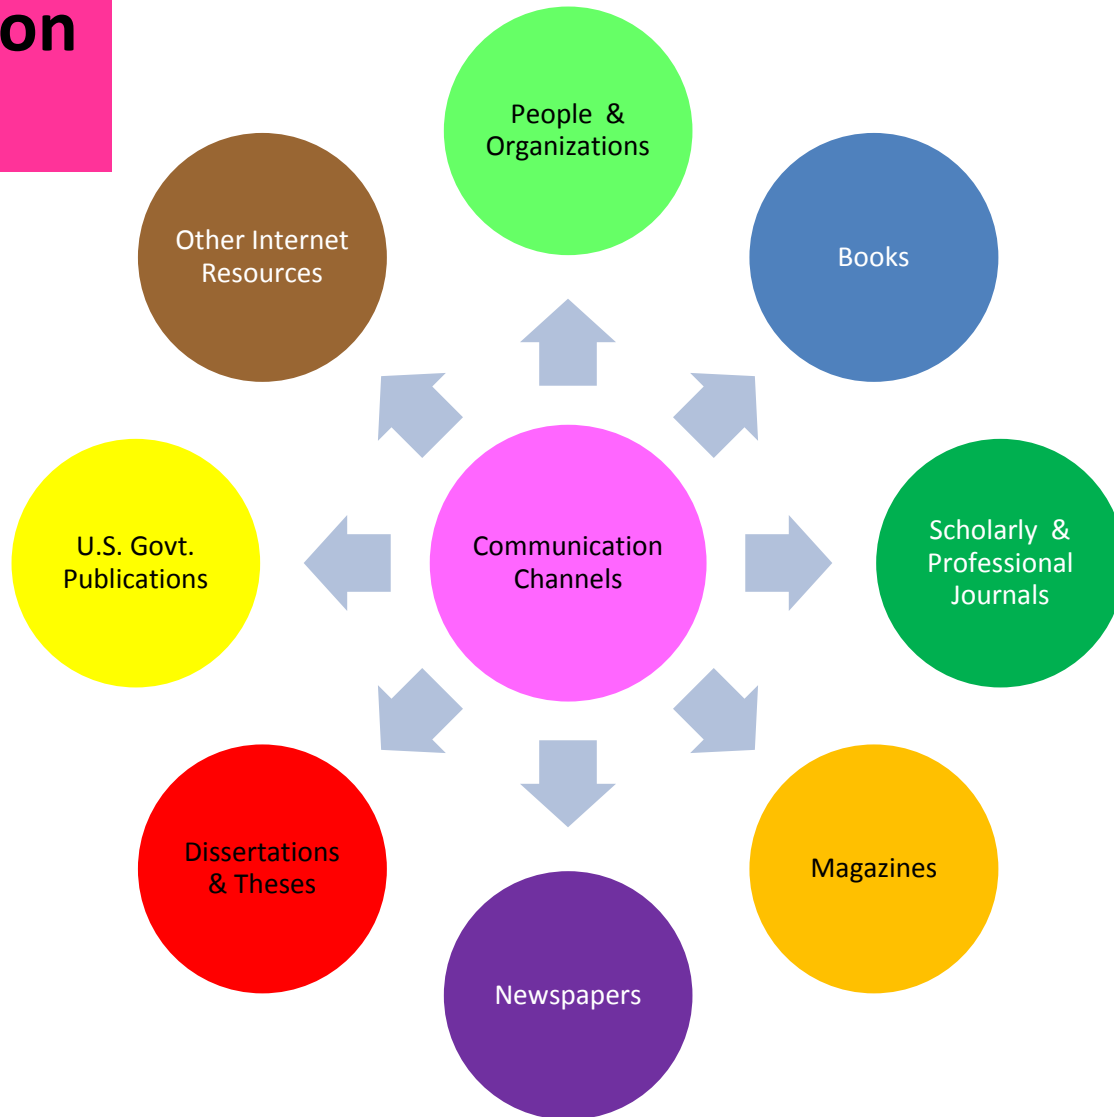 on
People &
Organizations
Other Internet
Resources
Books
U.S. Govt.
Publications
Communication
Channels
Scholarly &
Professional
Journals
Dissertations
& Theses
Magazines
Newspapers